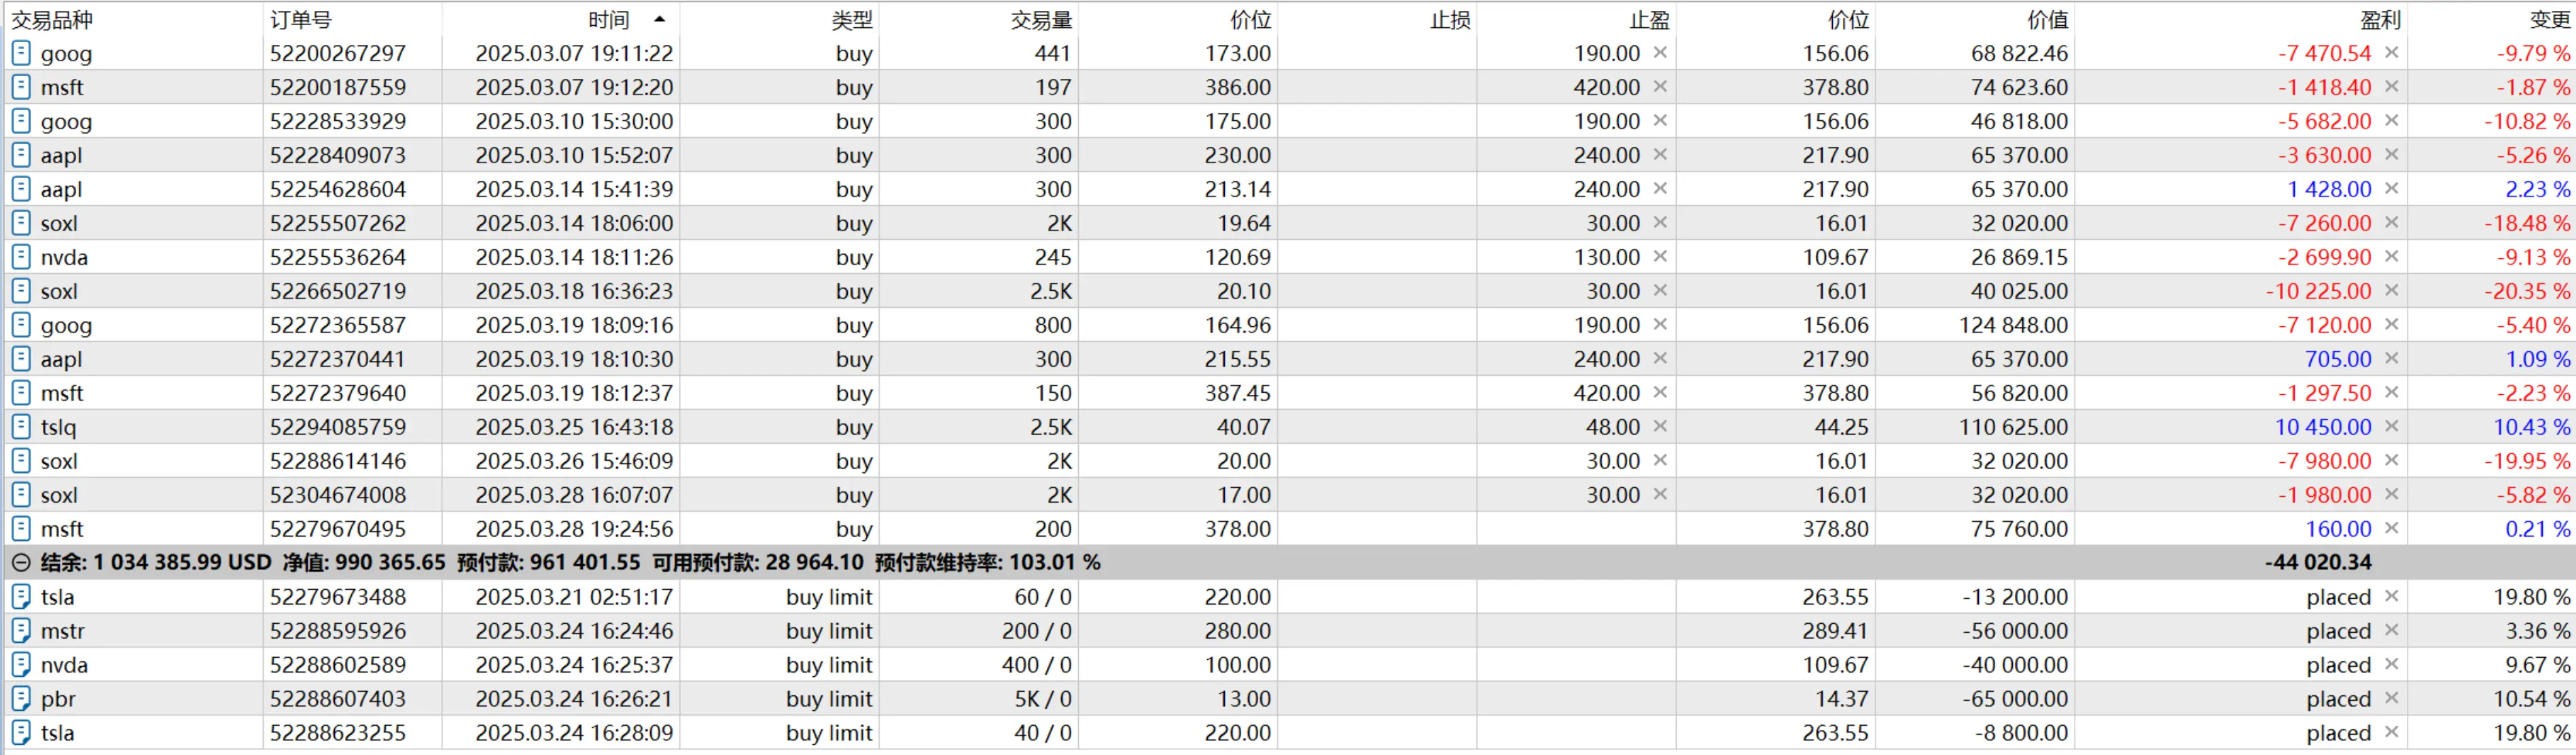 交易品种 订单号 时间 类型 交易量 价位 止损 止盈 价位 价值 盈利 变更
goog 52200267297 2025.03.07 19:11:22 buy 441 173.00 190.00 156.06 68 822.46 -7 470.54 -9.79 %
msft 52200187559 2025.03.07 19:12:20 buy 197 386.00 420.00 378.80 74 623.60 -1 418.40 -1.87 %
goog 52228533929 2025.03.10 15:30:00 buy 300 175.00 190.00 156.06 46 818.00 -5 682.00 -10.82 %
aapl 52228409073 2025.03.10 15:52:07 buy 300 230.00 240.00 217.90 65 370.00 -3 630.00 -5.26 %
aapl 52254628604 2025.03.14 15:41:39 buy 300 213.14 240.00 217.90 65 370.00 1 428.00 2.23 %
soxl 52255507262 2025.03.14 18:06:00 buy 2K 19.64 30.00 16.01 32 020.00 -7 260.00 -18.48 %
nvda 52255536264 2025.03.14 18:11:26 buy 245 120.69 130.00 109.67 26 869.15 -2 699.90 -9.13 %
soxl 52266502719 2025.03.18 16:36:23 buy 2.5K 20.10 30.00 16.01 40 025.00 -10 225.00 -20.35 %
goog 52272365587 2025.03.19 18:09:16 buy 800 164.96 190.00 156.06 124 848.00 -7 120.00 -5.40 %
aapl 52272370441 2025.03.19 18:10:30 buy 300 215.55 240.00 217.90 65 370.00 705.00 1.09 %
msft 52272379640 2025.03.19 18:12:37 buy 150 387.45 420.00 378.80 56 820.00 -1 297.50 -2.23 %
tslq 52294085759 2025.03.25 16:43:18 buy 2.5K 40.07 48.00 44.25 110 625.00 10 450.00 10.43 %
soxl 52288614146 2025.03.26 15:46:09 buy 2K 20.00 30.00 16.01 32 020.00 -7 980.00 -19.95 %
soxl 52304674008 2025.03.28 16:07:07 buy 2K 17.00 30.00 16.01 32 020.00 -1 980.00 -5.82 %
msft 52279670495 2025.03.28 19:24:56 buy 200 378.00 378.80 75 760.00 160.00 0.21 %
结余: 1 034 385.99 USD 净值: 990 365.65 预付款: 961 401.55 可用预付款: 28 964.10 预付款维持率: 103.01 % -44 020.34
tsla 52279673488 2025.03.21 02:51:17 buy limit 60 / 0 220.00 263.55 -13 200.00 placed 19.80 %
mstr 52288595926 2025.03.24 16:24:46 buy limit 200 / 0 280.00 289.41 -56 000.00 placed 3.36 %
nvda 52288602589 2025.03.24 16:25:37 buy limit 400 / 0 100.00 109.67 -40 000.00 placed 9.67 %
pbr 52288607403 2025.03.24 16:26:21 buy limit 5K / 0 13.00 14.37 -65 000.00 placed 10.54 %
tsla 52288623255 2025.03.24 16:28:09 buy limit 40 / 0 220.00 263.55 -8 800.00 placed 19.80 %